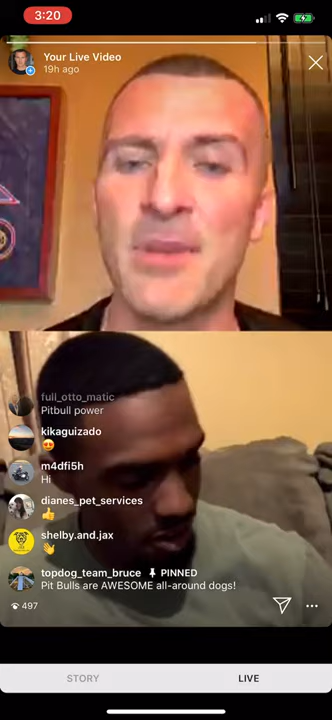 3:20
Your Live Video
19h ago
full_otto_matic
Pitbull power
kikaguizado
😍
m4dfi5h
Hi
dianes_pet_services
👍
shelby.and.jax
👋
topdog_team_bruce PINNED
Pit Bulls are AWESOME all-around dogs!
497
STORY
LIVE